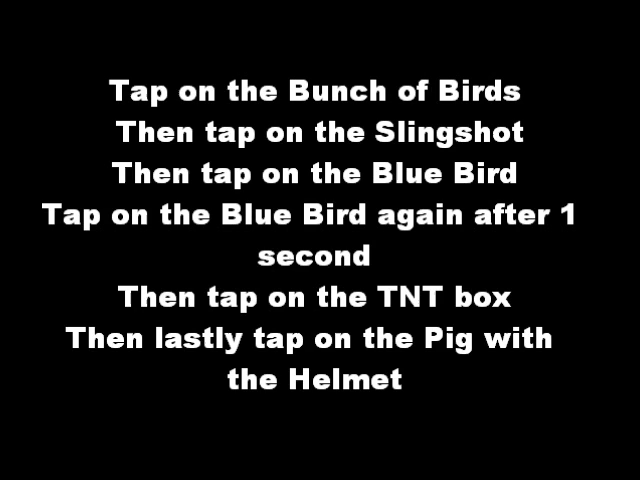 Tap on the Bunch of Birds
Then tap on the Slingshot
Then tap on the Blue Bird
Tap on the Blue Bird again after 1
second
Then tap on the TNT box
Then lastly tap on the Pig with
the Helmet